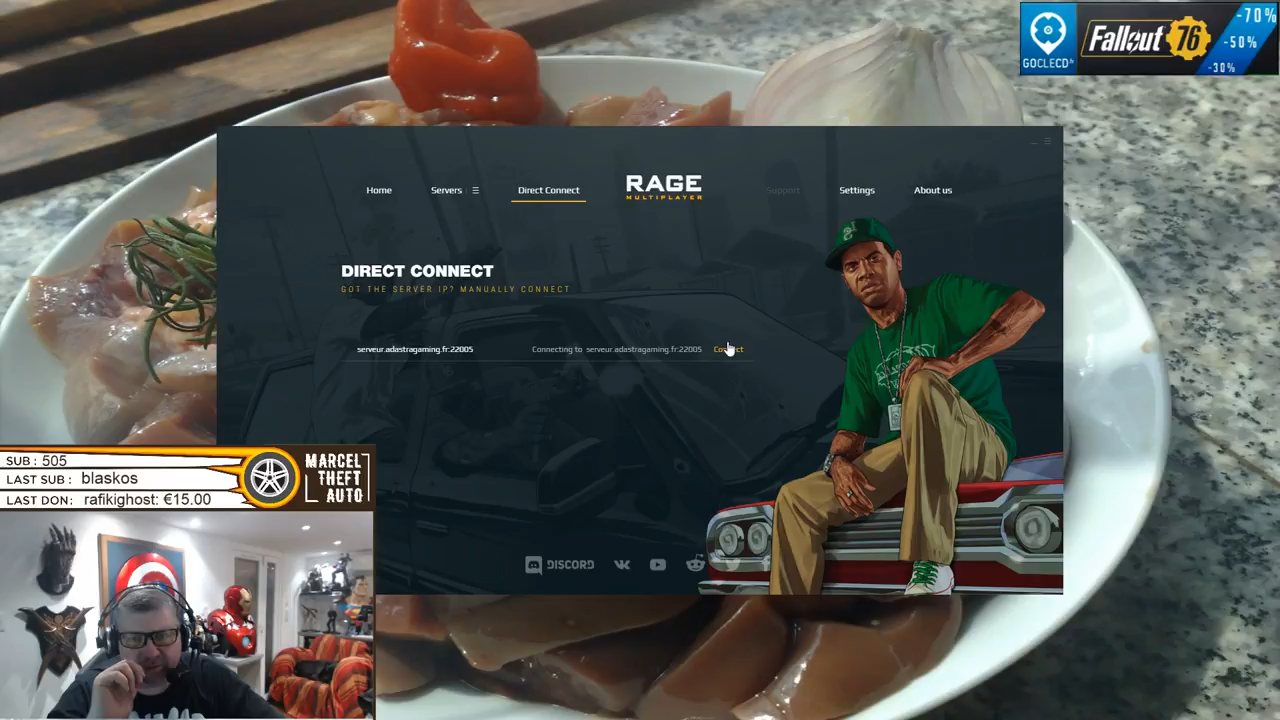 -70%
GOCLECD.fr
Fallout 76
-50%
-30%
Home
Servers
Direct Connect
RAGE
MULTIPLAYER
Support
Settings
About us
DIRECT CONNECT
GOT THE SERVER IP? MANUALLY CONNECT
serveur.adastragaming.fr:22005
Connecting to serveur.adastragaming.fr:22005
SUB : 505
LAST SUB : blaskos
LAST DON: rafikighost: €15.00
MARCEL
THEFT
AUTO
DISCORD